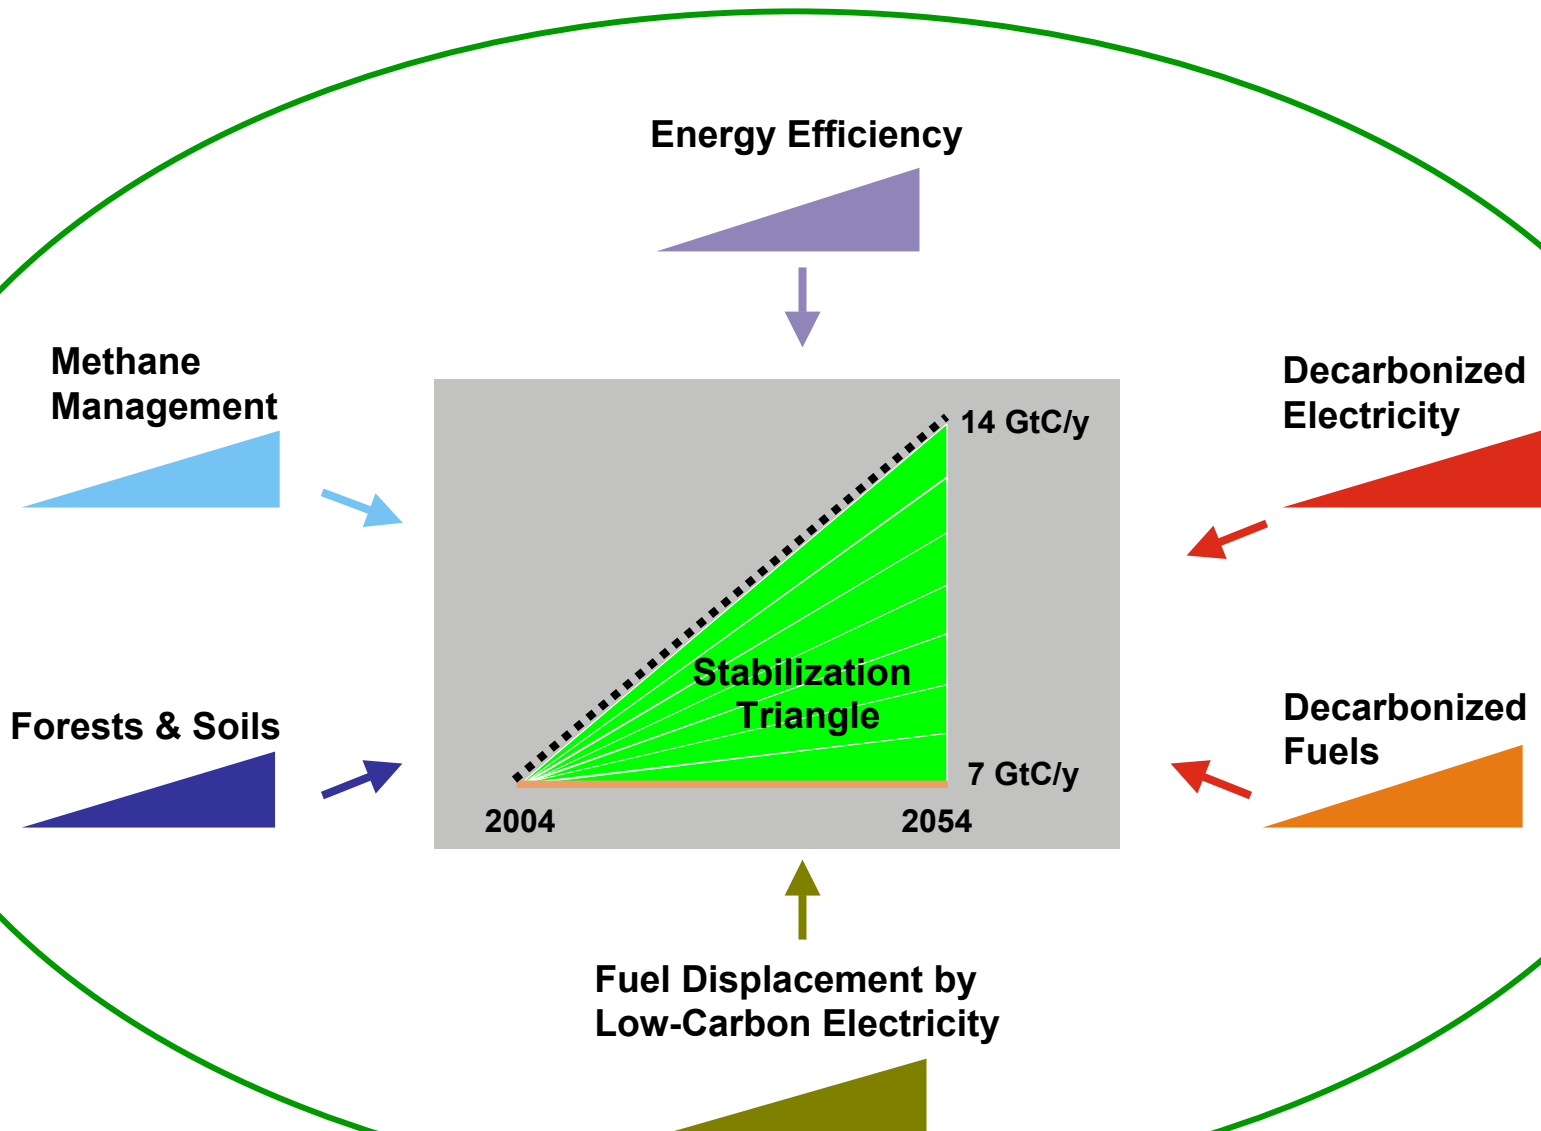 Energy Efficiency
Methane
Management
Decarbonized
Electricity
14 GtC/y
Stabilization
Triangle
Forests & Soils
Decarbonized
Fuels
7 GtC/y
2004
2054
Fuel Displacement by
Low-Carbon Electricity